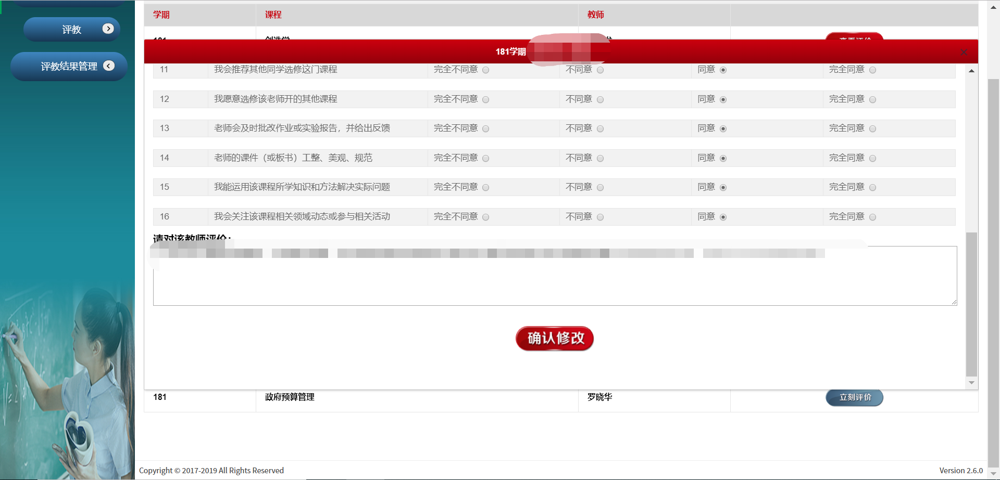 评教
评教结果管理
学期 课程 教师
181 创造学
查看评价
181学期
11 我会推荐其他同学选修这门课程 完全不同意 不同意 同意 完全同意
12 我愿意选修该老师开的其他课程 完全不同意 不同意 同意 完全同意
13 老师会及时批改作业或实验报告，并给出反馈 完全不同意 不同意 同意 完全同意
14 老师的课件（或板书）工整、美观、规范 完全不同意 不同意 同意 完全同意
15 我能运用该课程所学知识和方法解决实际问题 完全不同意 不同意 同意 完全同意
16 我会关注该课程相关领域动态或参与相关活动 完全不同意 不同意 同意 完全同意
请对该教师评价：
确认修改
181 政府预算管理 罗晓华 立刻评价
Copyright © 2017-2019 All Rights Reserved Version 2.6.0